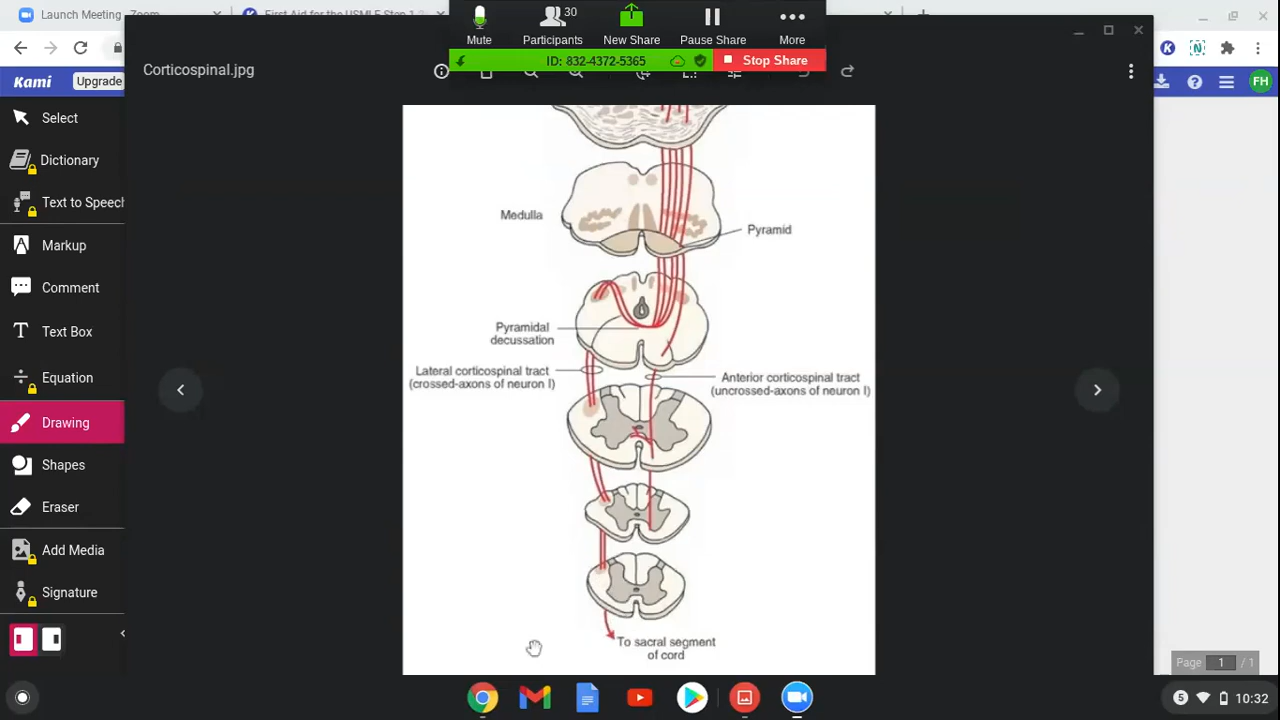 Launch Meeting - Zoom
First Aid for the USMLE Step 1
30
Mute
Participants
New Share
Pause Share
More
ID: 832-4372-5365
Stop Share
Corticospinal.jpg
Kami
Upgrade
FH
Select
Dictionary
Text to Speech
Markup
Comment
Text Box
Equation
Drawing
Shapes
Eraser
Add Media
Signature
Medulla
Pyramid
Pyramidal
decussation
Lateral corticospinal tract
(crossed-axons of neuron I)
Anterior corticospinal tract
(uncrossed-axons of neuron I)
To sacral segment
of cord
Page 1 / 1
5
10:32